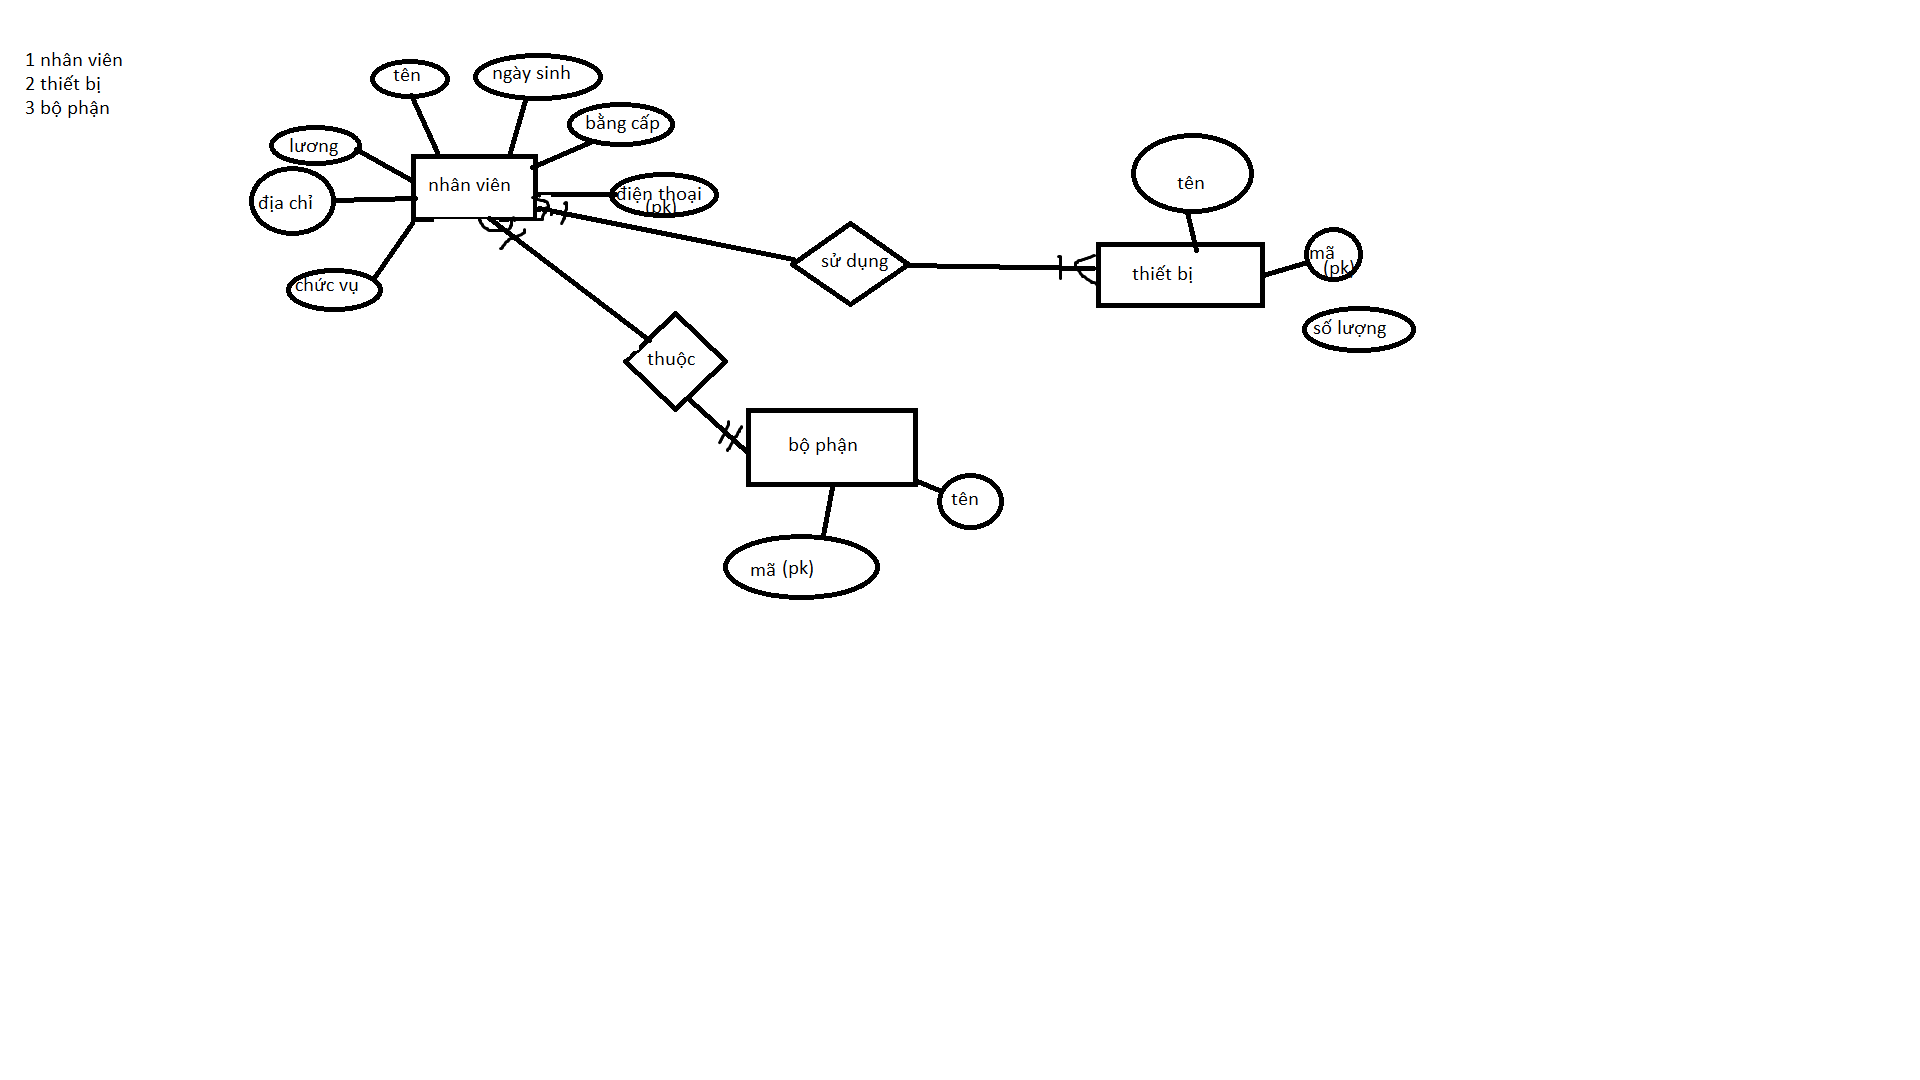 1 nhân viên
2 thiết bị
3 bộ phận
tên
ngày sinh
bằng cấp
lương
nhân viên
điện thoại
(pk)
địa chỉ
chức vụ
sử dụng
tên
thiết bị
mã
(pk)
số lượng
thuộc
bộ phận
tên
mã (pk)